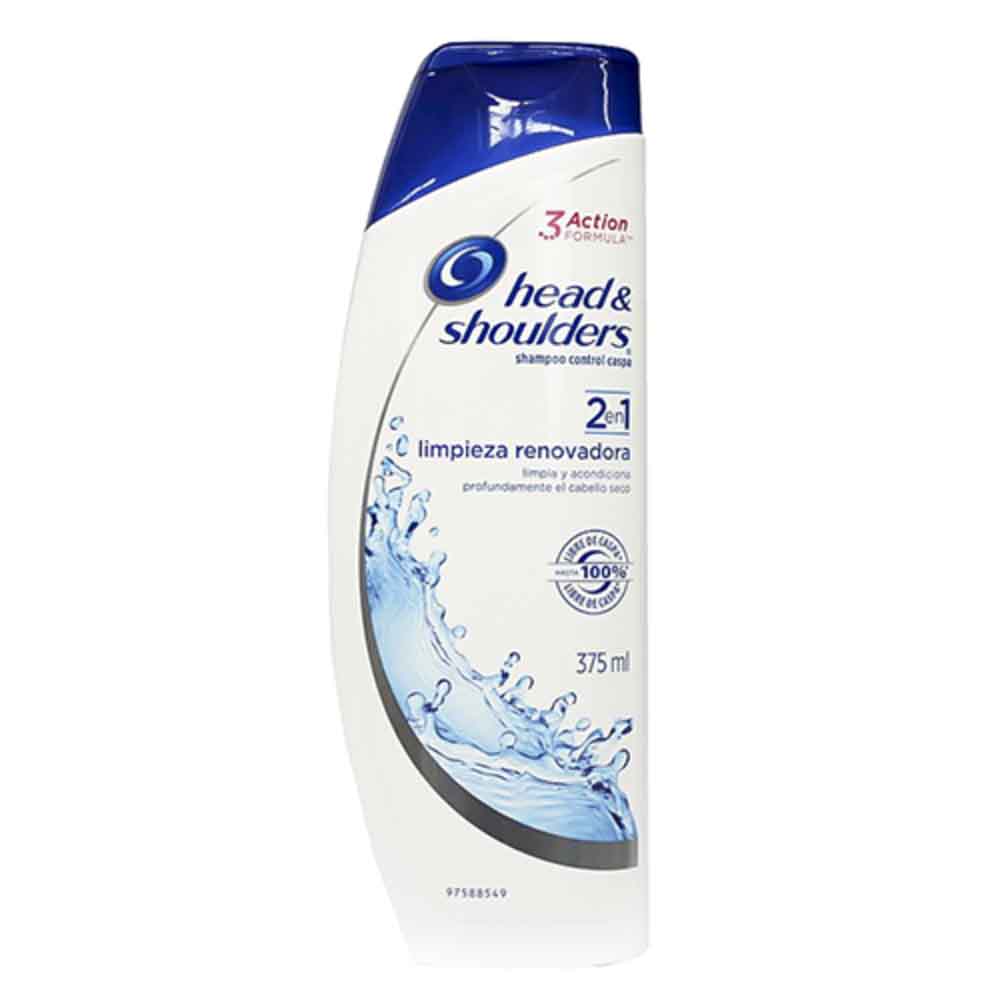 3 Action
FORMULA™
head &
shoulders®
shampoo control caspa
2en1
limpieza renovadora
limpia y acondiciona
profundamente el cabello seco
LIBRE DE CASPA*
HASTA 100%*
LIBRE DE CASPA*
375 ml
97588549